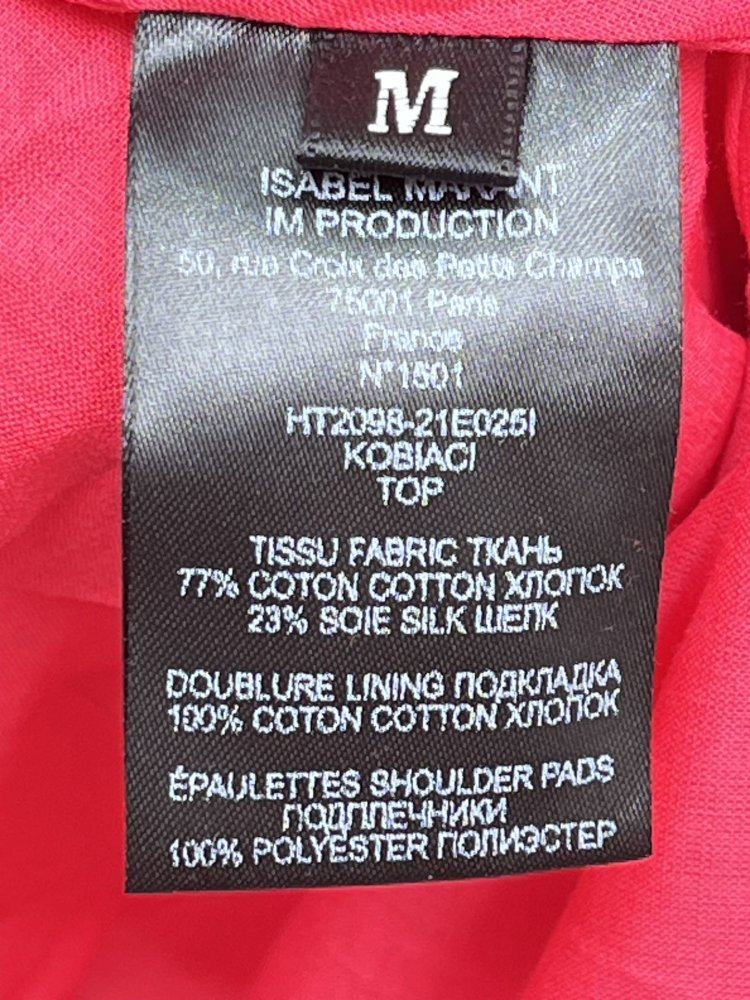 M
ISABEL MARANT
IM PRODUCTION
50, rue Croix des Petits Champs
75001 Paris
France
N°1501
HT2098-21E025I
KOBIAGI
TOP
TISSU FABRIC ТКАНЬ
77% COTON COTTON ХЛОПОК
23% SOIE SILK ШЕЛК
DOUBLURE LINING ПОДКЛАДКА
100% COTON COTTON ХЛОПОК
ÉPAULETTES SHOULDER PADS
ПОДПЛЕЧНИКИ
100% POLYESTER ПОЛИЭСТЕР